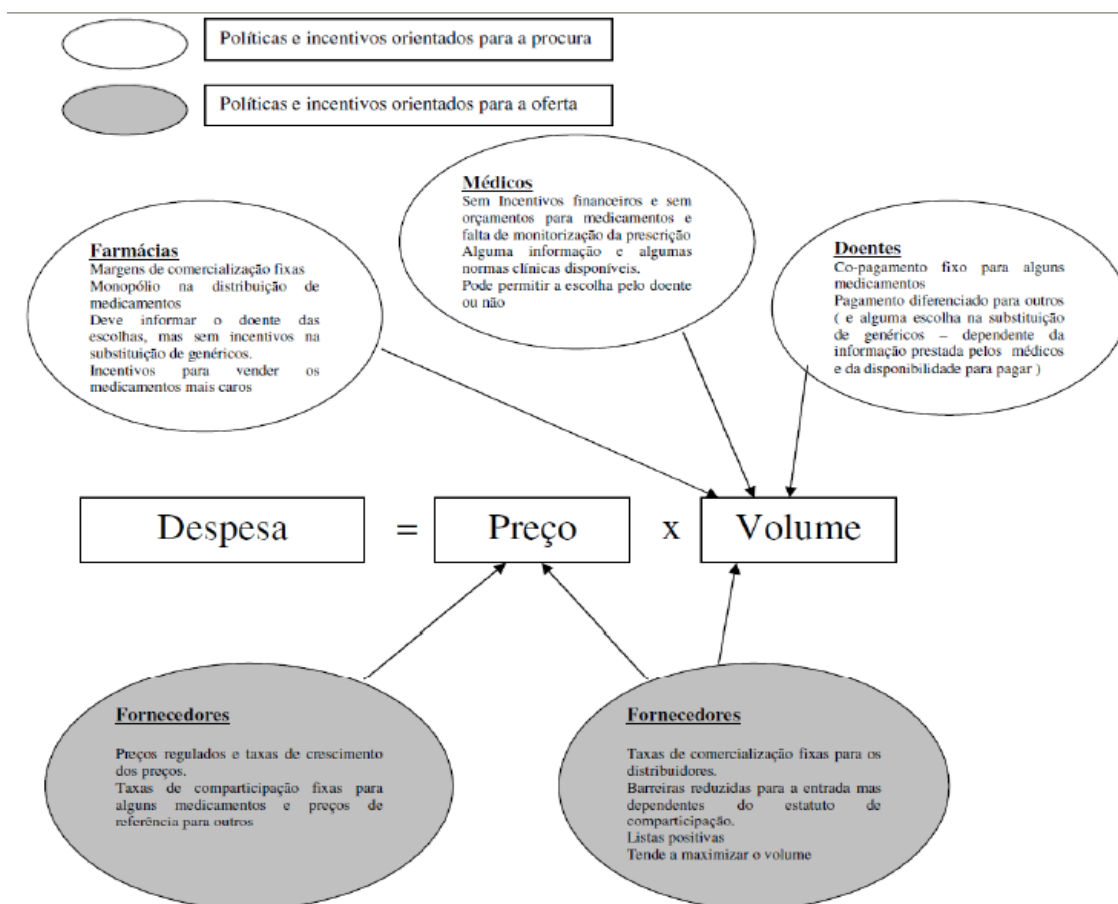 Políticas e incentivos orientados para a procura
Políticas e incentivos orientados para a oferta
Médicos
Sem Incentivos financeiros e sem
orçamentos para medicamentos e
falta de monitorização da prescrição
Alguma informação e algumas
normas clínicas disponíveis.
Pode permitir a escolha pelo doente
ou não
Farmácias
Margens de comercialização fixas
Monopólio na distribuição de
medicamentos
Deve informar o doente das
escolhas, mas sem incentivos na
substituição de genéricos.
Incentivos para vender os
medicamentos mais caros
Doentes
Co-pagamento fixo para alguns
medicamentos
Pagamento diferenciado para outros
( e alguma escolha na substituição
de genéricos – dependente da
informação prestada pelos médicos
e da disponibilidade para pagar )
Despesa = Preço x Volume
Fornecedores
Preços regulados e taxas de crescimento
dos preços.
Taxas de comparticipação fixas para
alguns medicamentos e preços de
referência para outros
Fornecedores
Taxas de comercialização fixas para os
distribuidores.
Barreiras reduzidas para a entrada mas
dependentes do estatuto de
comparticipação.
Listas positivas
Tende a maximizar o volume